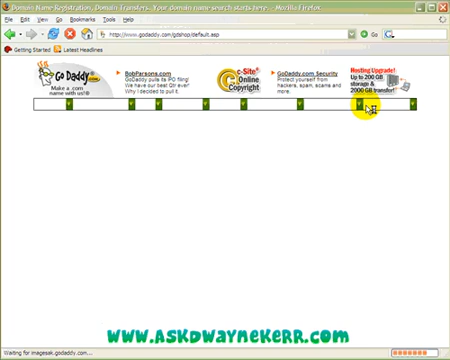 Domain Name Registration, Domain Transfers, Your domain name search starts here. - Mozilla Firefox
File Edit View Go Bookmarks Tools Help
http://www.godaddy.com/gdshop/default.asp
Go
Getting Started Latest Headlines
Go Daddy.com
Make a .com name with us!®
BobParsons.com
GoDaddy puts its IPO filing!
We have our best Qtr ever!
Why I decided to pull it.
c-Site®
Online
Copyright
GoDaddy.com Security
Protected yourself from
hackers, spam, scams and
more.
Hosting Upgrade!
Up to 200 GB
storage &
2000 GB transfer!
www.askdwaynekerr.com
Waiting for imagesak.godaddy.com...